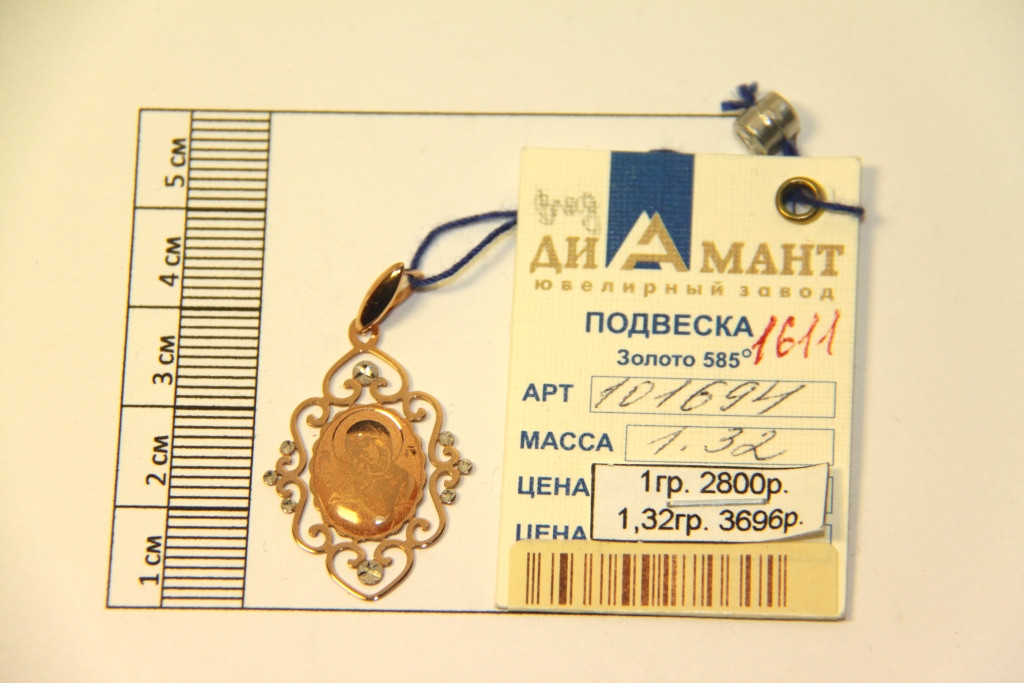 5 см
4 см
3 см
2 см
1 см
ДИАМАНТ
ювелирный завод
ПОДВЕСКА
1611
Золото 585°
АРТ 101694
МАССА 1.32
ЦЕНА 1гр. 2800р.
1,32гр. 3696р.
ЦЕНА